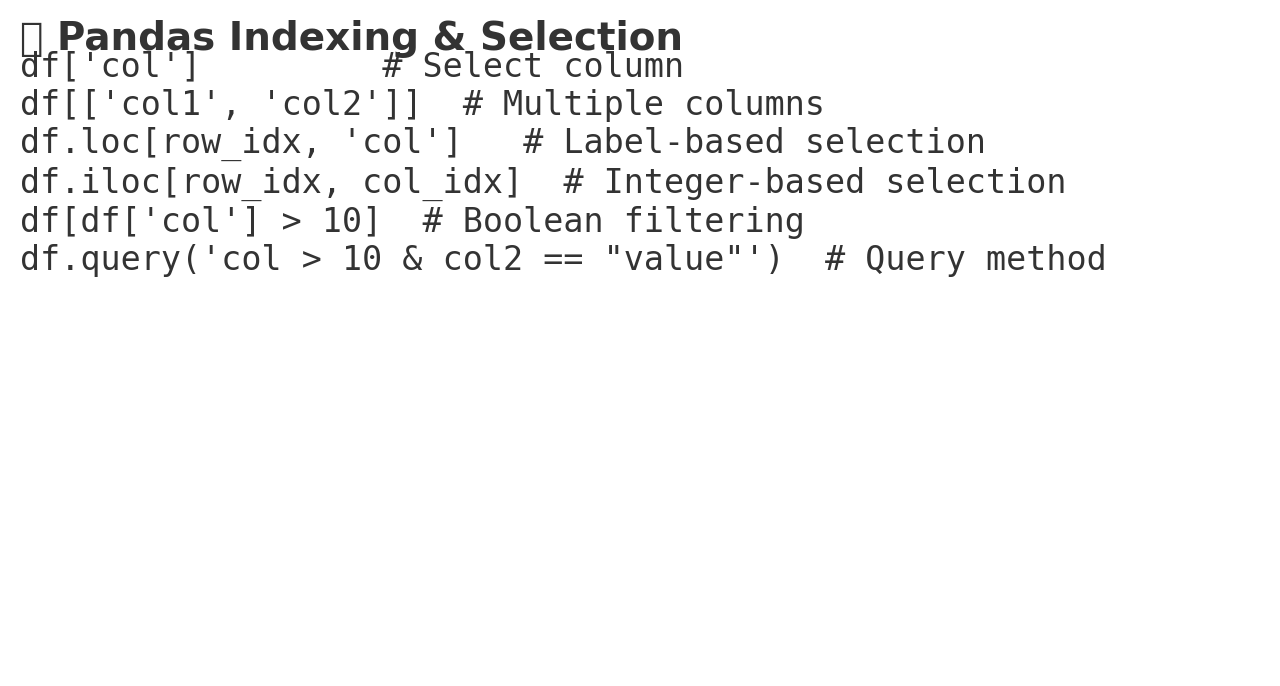 Pandas Indexing & Selection
df['col']         # Select column
df[['col1', 'col2']]  # Multiple columns
df.loc[row_idx, 'col']   # Label-based selection
df.iloc[row_idx, col_idx]  # Integer-based selection
df[df['col'] > 10]  # Boolean filtering
df.query('col > 10 & col2 == "value"')  # Query method